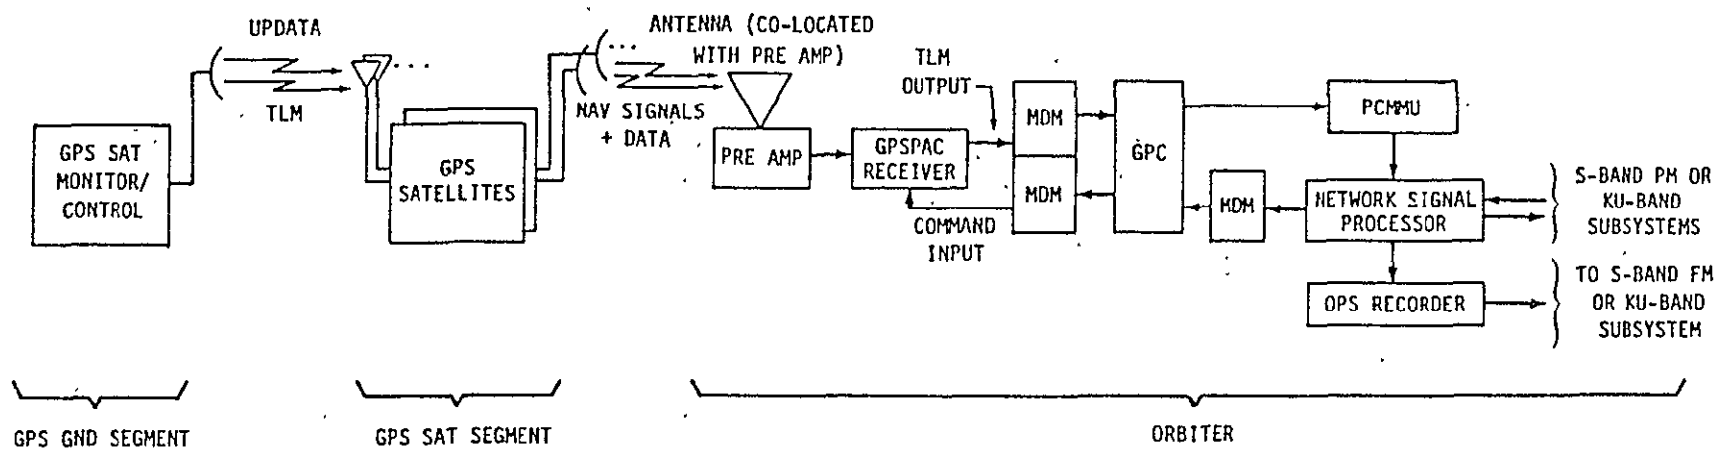 UPDATA
TLM
GPS SAT
MONITOR/
CONTROL
GPS
SATELLITES
ANTENNA (CO-LOCATED
WITH PRE AMP)
NAV SIGNALS
+ DATA
PRE AMP
GPSPAC
RECEIVER
TLM
OUTPUT
COMMAND
INPUT
MDM
MDM
GPC
MDM
PCMMU
NETWORK SIGNAL
PROCESSOR
OPS RECORDER
S-BAND PM OR
KU-BAND
SUBSYSTEMS
TO S-BAND FM
OR KU-BAND
SUBSYSTEM
GPS GND SEGMENT
GPS SAT SEGMENT
ORBITER